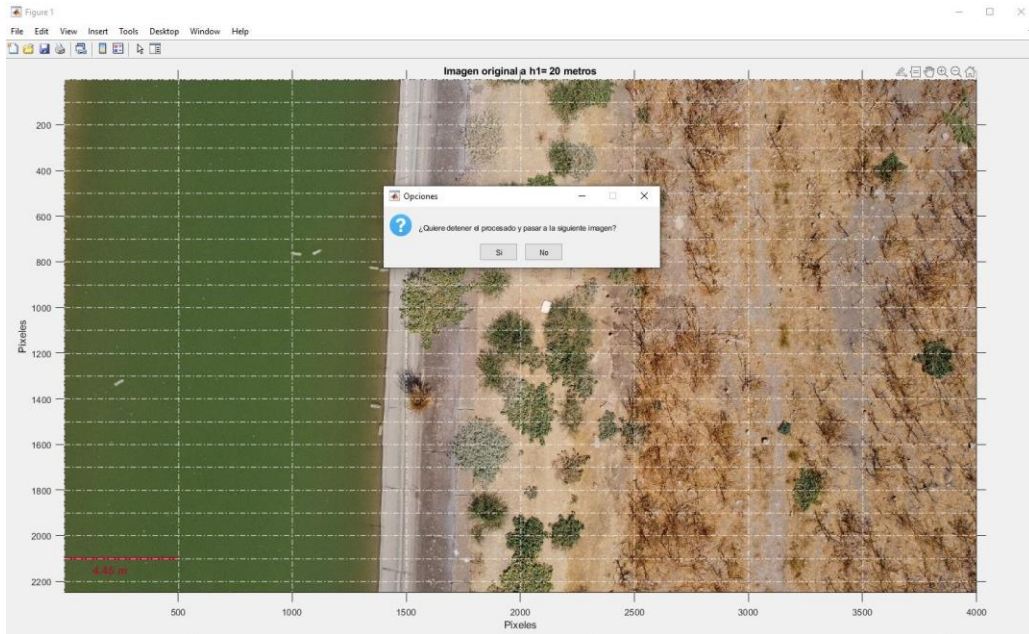 Figure 1
File Edit View Insert Tools Desktop Window Help
Imagen original a h1= 20 metros
200
400
600
Opciones
¿Quiere detener el procesado y pasar a la siguiente imagen?
Si No
800
1000
Pixeles
1200
1400
1600
1800
2000
4.45 m
2200
500 1000 1500 2000 2500 3000 3500 4000
Pixeles